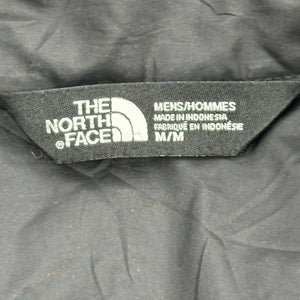 THE
NORTH
FACE
®
MENS/HOMMES
MADE IN INDONESIA
FABRIQUÉ EN INDONÉSIE
M/M